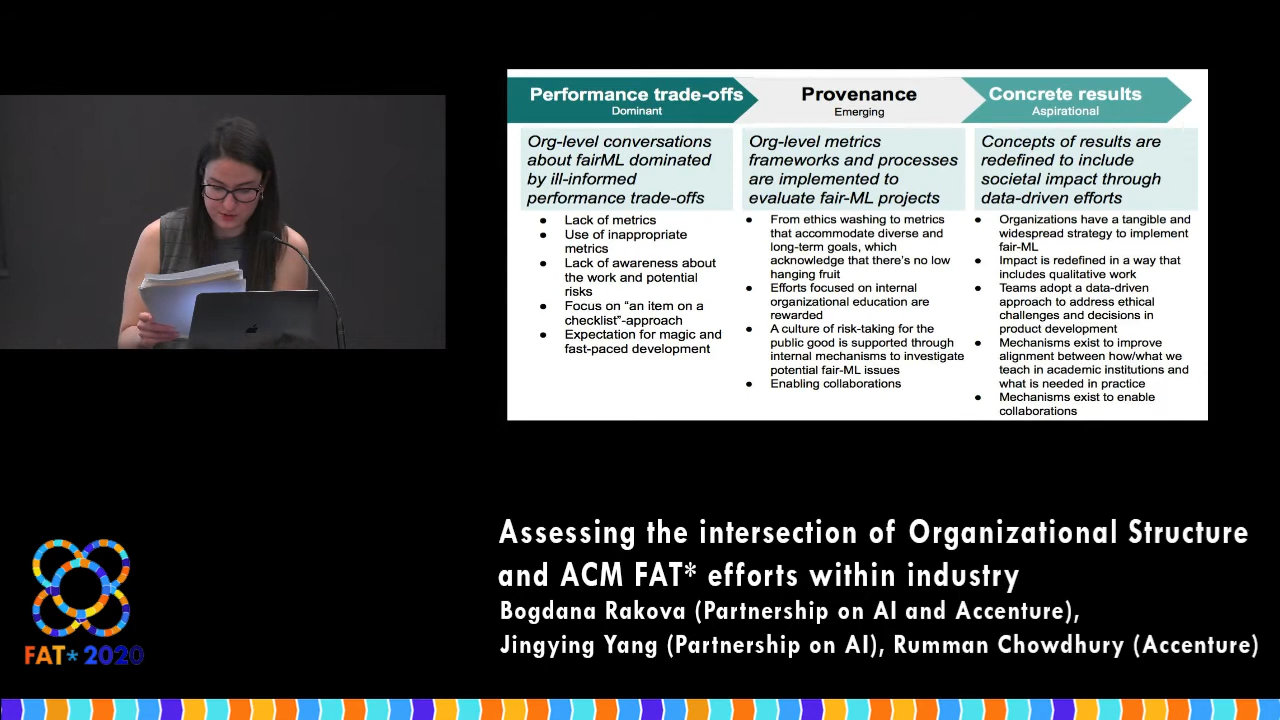 Performance trade-offs
Dominant
Org-level conversations
about fairML dominated
by ill-informed
performance trade-offs
● Lack of metrics
● Use of inappropriate
metrics
● Lack of awareness about
the work and potential
risks
● Focus on “an item on a
checklist”-approach
● Expectation for magic and
fast-paced development
Provenance
Emerging
Org-level metrics
frameworks and processes
are implemented to
evaluate fair-ML projects
● From ethics washing to metrics
that accommodate diverse and
long-term goals, which
acknowledge that there's no low
hanging fruit
● Efforts focused on internal
organizational education are
rewarded
● A culture of risk-taking for the
public good is supported through
internal mechanisms to investigate
potential fair-ML issues
● Enabling collaborations
Concrete results
Aspirational
Concepts of results are
redefined to include
societal impact through
data-driven efforts
● Organizations have a tangible and
widespread strategy to implement
fair-ML
● Impact is redefined in a way that
includes qualitative work
● Teams adopt a data-driven
approach to address ethical
challenges and decisions in
product development
● Mechanisms exist to improve
alignment between how/what we
teach in academic institutions and
what is needed in practice
● Mechanisms exist to enable
collaborations
Assessing the intersection of Organizational Structure
and ACM FAT* efforts within industry
Bogdana Rakova (Partnership on AI and Accenture),
Jingying Yang (Partnership on AI), Rumman Chowdhury (Accenture)
FAT* 2020